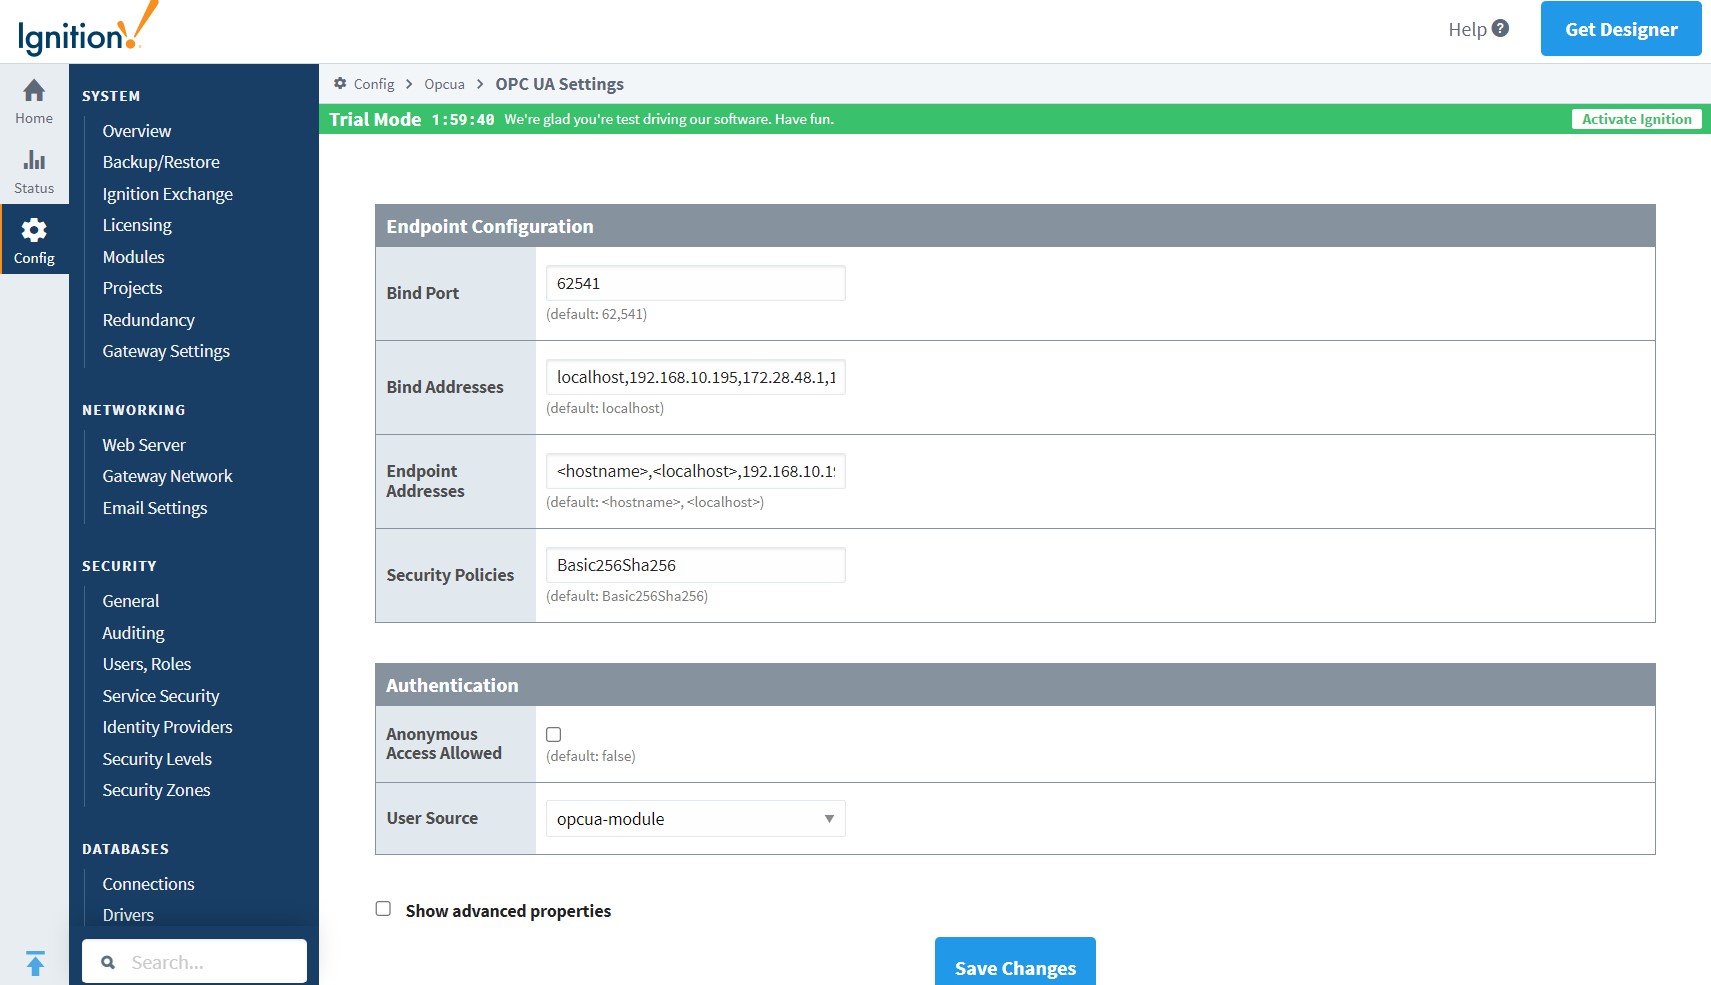 Ignition!
Help ?
Get Designer
Home
Status
Config
SYSTEM
Overview
Backup/Restore
Ignition Exchange
Licensing
Modules
Projects
Redundancy
Gateway Settings
NETWORKING
Web Server
Gateway Network
Email Settings
SECURITY
General
Auditing
Users, Roles
Service Security
Identity Providers
Security Levels
Security Zones
DATABASES
Connections
Drivers
Search...
Config > Opcua > OPC UA Settings
Trial Mode 1:59:40 We're glad you're test driving our software. Have fun.
Activate Ignition
Endpoint Configuration
Bind Port
62541
(default: 62,541)
Bind Addresses
localhost,192.168.10.195,172.28.48.1,1
(default: localhost)
Endpoint
Addresses
<hostname>,<localhost>,192.168.10.1
(default: <hostname>, <localhost>)
Security Policies
Basic256Sha256
(default: Basic256Sha256)
Authentication
Anonymous
Access Allowed
(default: false)
User Source
opcua-module
Show advanced properties
Save Changes